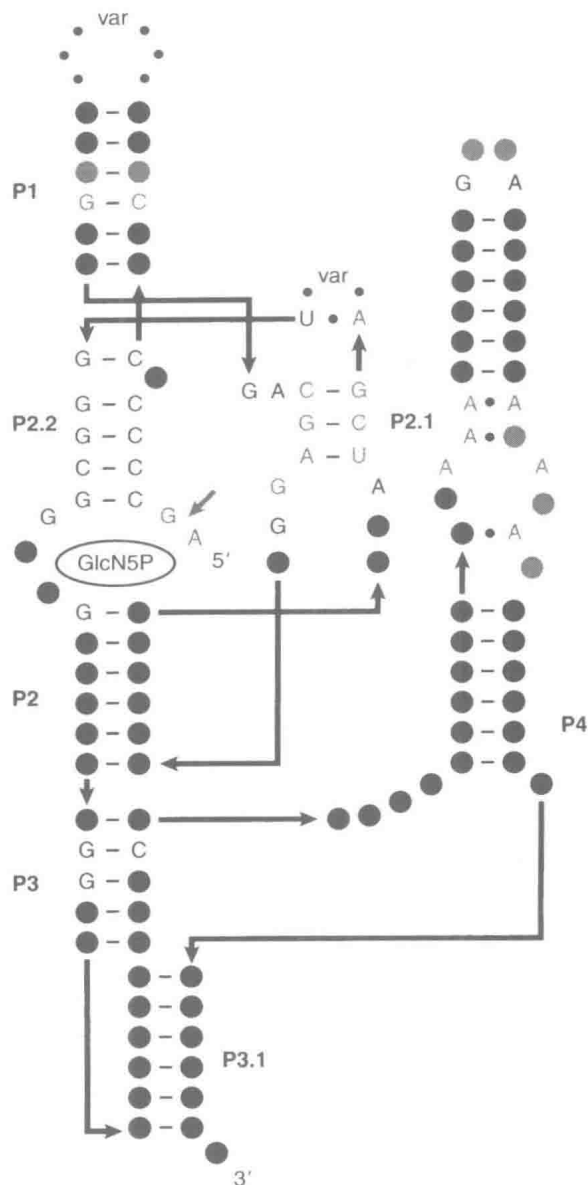 var
P1
G – C
var
U • A
G – C
G A C – G
G – C
G – C
C – C
G – C
P2.2
G C
A U
P2.1
G
G
A
G
G
A
5′
GlcN5P
G
P2
P3
G C
G
P3.1
3′
G A
A • A
A •
A
A
• A
P4